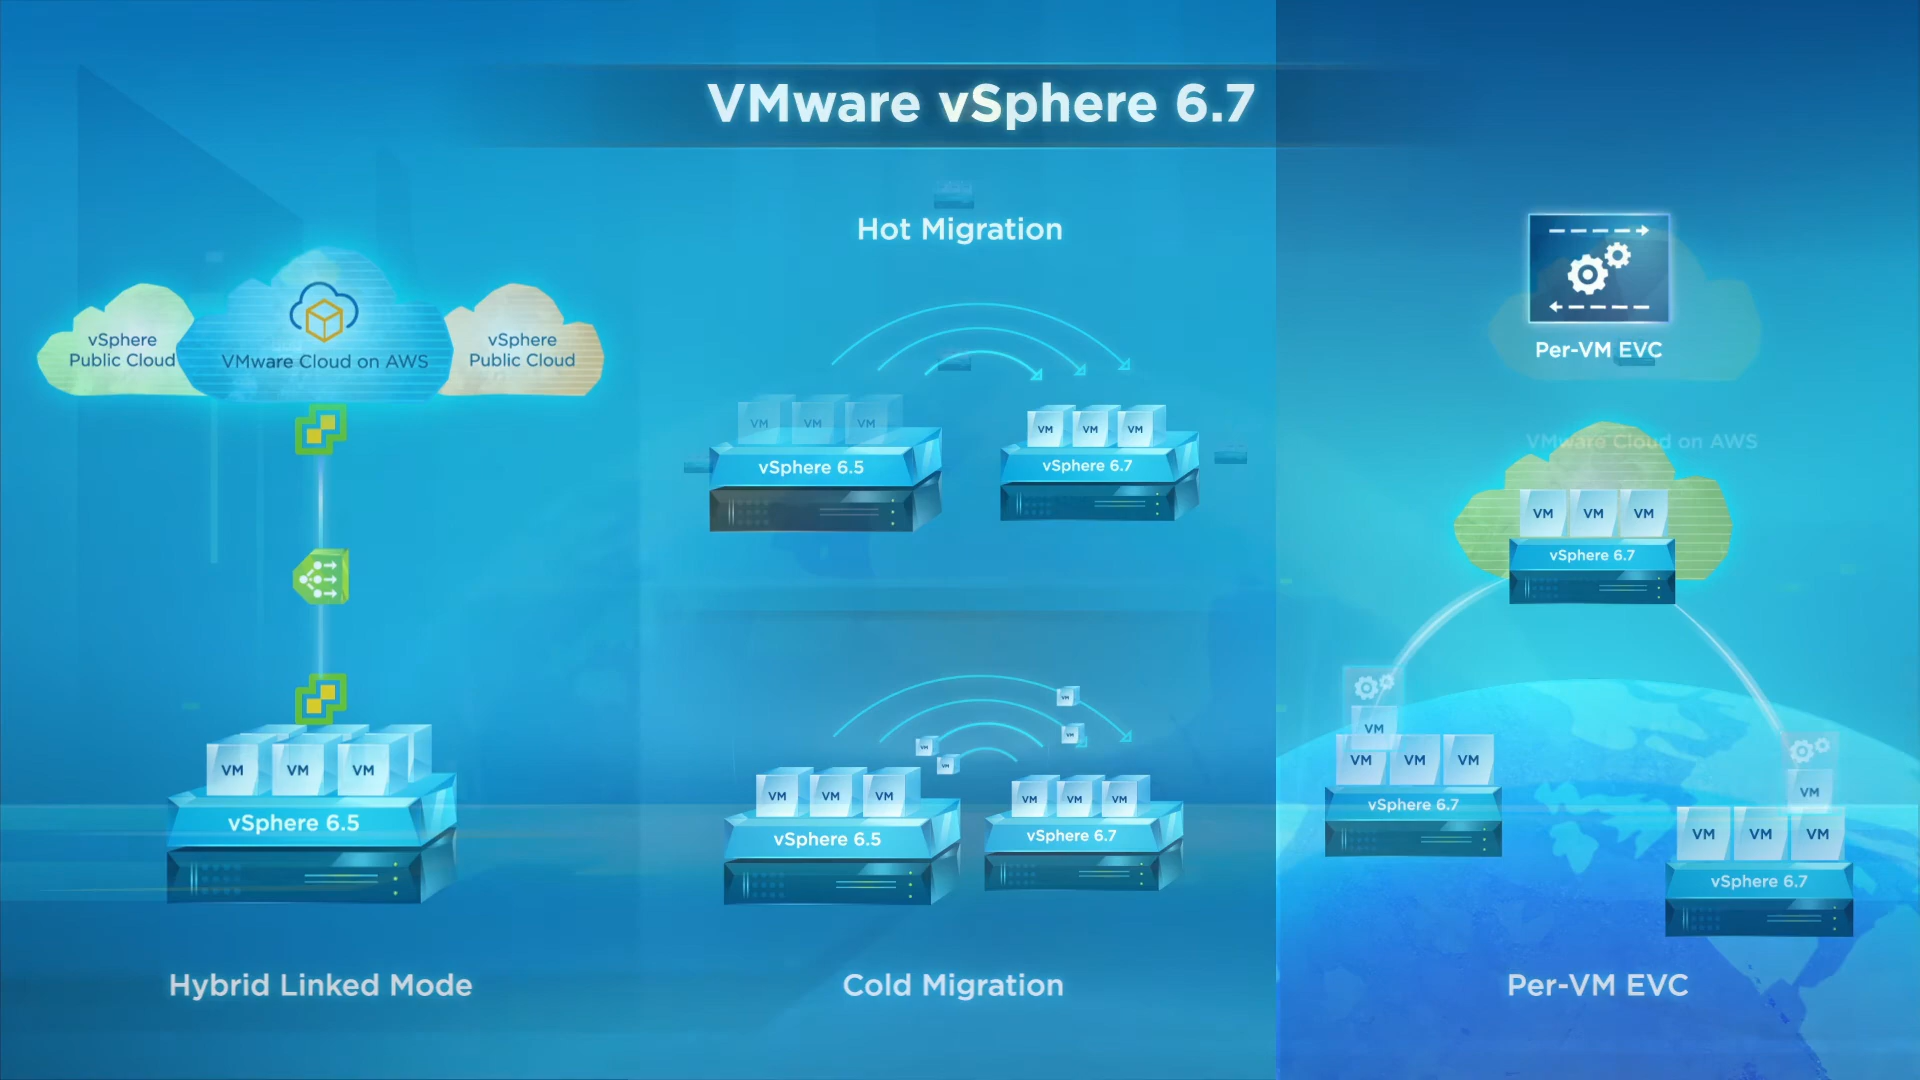 VMware vSphere 6.7
vSphere
Public Cloud
VMware Cloud on AWS
vSphere
Public Cloud
VM VM VM
vSphere 6.5
Hybrid Linked Mode
Hot Migration
VM VM VM
vSphere 6.5
VM VM VM
vSphere 6.7
VM
VM
VM
VM
VM VM VM
vSphere 6.5
VM VM VM
vSphere 6.7
Cold Migration
Per-VM EVC
VMware Cloud on AWS
VM VM VM
vSphere 6.7
VM
VM VM VM
vSphere 6.7
VM
VM VM VM
vSphere 6.7
Per-VM EVC